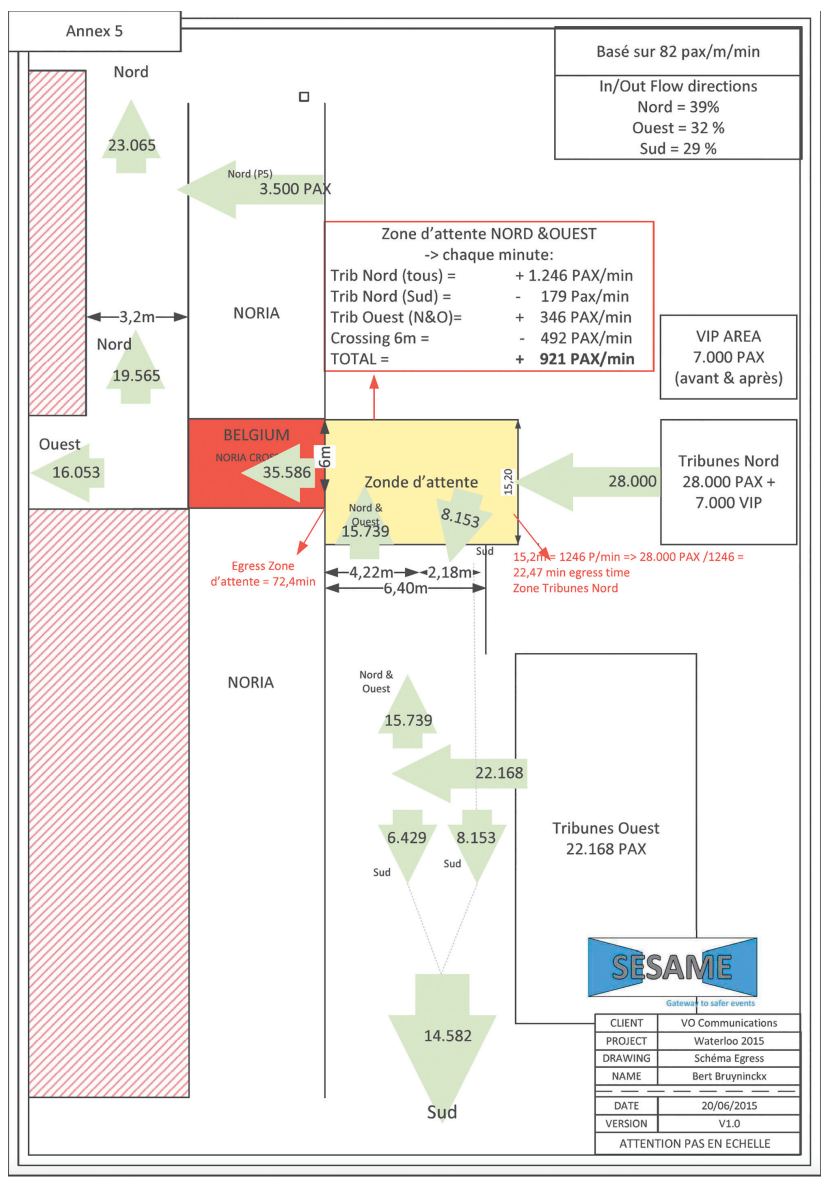 Annex 5
Basé sur 82 pax/m/min
In/Out Flow directions
Nord = 39%
Ouest = 32 %
Sud = 29 %
Nord
23.065
Nord (P5)
3.500 PAX
Zone d'attente NORD &OUEST
-> chaque minute:
Trib Nord (tous) = + 1.246 PAX/min
Trib Nord (Sud) = - 179 Pax/min
Trib Ouest (N&O)= + 346 PAX/min
Crossing 6m = - 492 PAX/min
TOTAL = + 921 PAX/min
3,2m
NORIA
Nord
19.565
VIP AREA
7.000 PAX
(avant & après)
Ouest
16.053
BELGIUM
NORIA CROSS
35.586
6m
Zonde d'attente
15,20
28.000
Tribunes Nord
28.000 PAX +
7.000 VIP
Nord &
Ouest
15.739
8.153
Sud
Egress Zone
d'attente = 72,4min
4,22m
2,18m
6,40m
15,2m = 1246 P/min => 28.000 PAX /1246 =
22,47 min egress time
Zone Tribunes Nord
NORIA
Nord &
Ouest
15.739
22.168
6.429
8.153
Sud
Sud
Tribunes Ouest
22.168 PAX
14.582
Sud
SESAME
Gateway to safer events
CLIENT VO Communications
PROJECT Waterloo 2015
DRAWING Schéma Egress
NAME Bert Bruyninckx
DATE 20/06/2015
VERSION V1.0
ATTENTION PAS EN ECHELLE